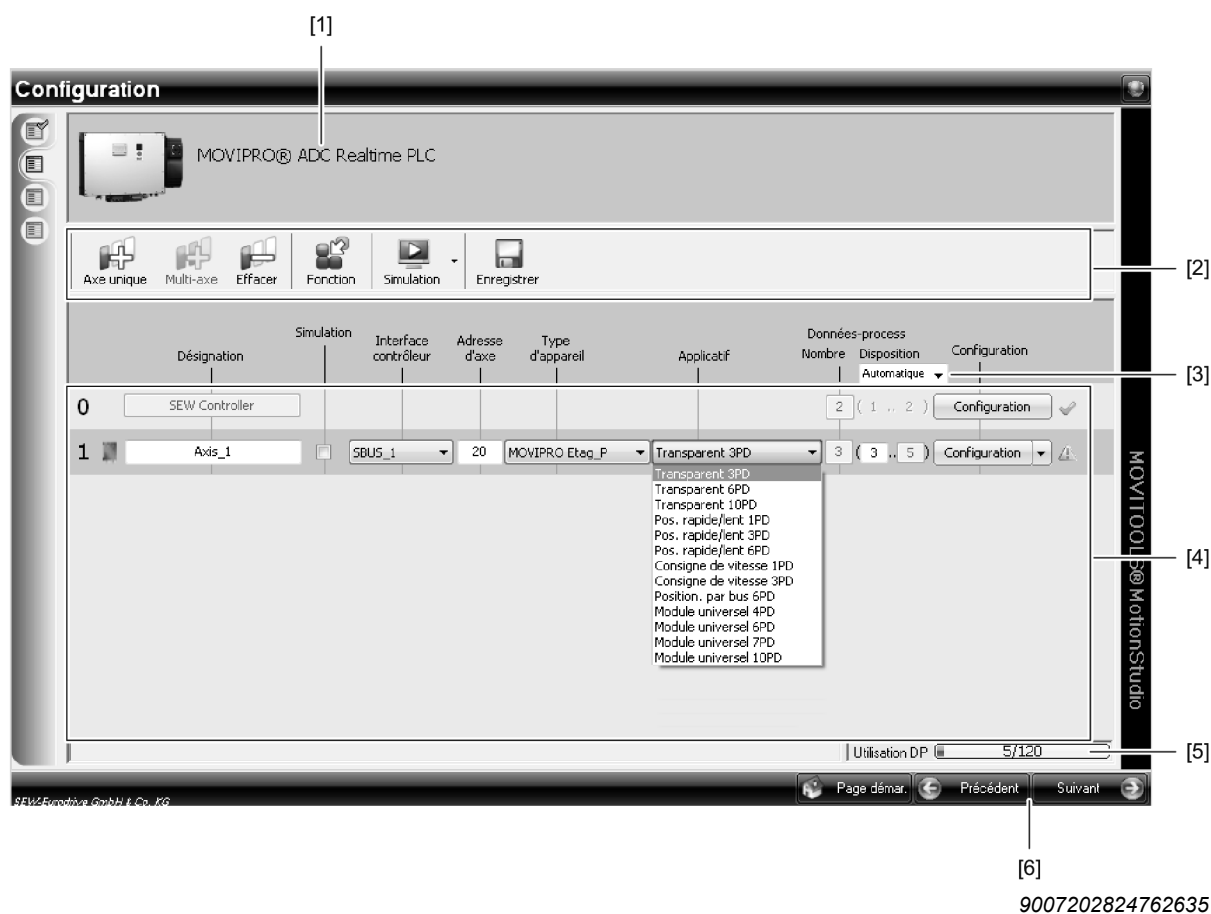 [1]
Configuration
MOVIPRO® ADC Realtime PLC
Axe unique Multi-axe Effacer Fonction Simulation Enregistrer
[2]
Désignation
Simulation
Interface contrôleur
Adresse d'axe
Type d'appareil
Applicatif
Données-process
Nombre Disposition
Configuration
Automatique
[3]
0 SEW Controller 2 ( 1 .. 2 ) Configuration
1 Axis_1 SBUS_1 20 MOVIPRO Etag_P Transparent 3PD 3 ( 3 .. 5 ) Configuration
Transparent 3PD
Transparent 6PD
Transparent 10PD
Pos. rapide/lent 1PD
Pos. rapide/lent 3PD
Pos. rapide/lent 6PD
Consigne de vitesse 1PD
Consigne de vitesse 3PD
Position. par bus 6PD
Module universel 4PD
Module universel 6PD
Module universel 7PD
Module universel 10PD
[4]
MOVITOOLS® MotionStudio
Utilisation DP 5/120
[5]
SEW-Eurodrive GmbH & Co. KG
Page démar. Précédent Suivant
[6]
9007202824762635